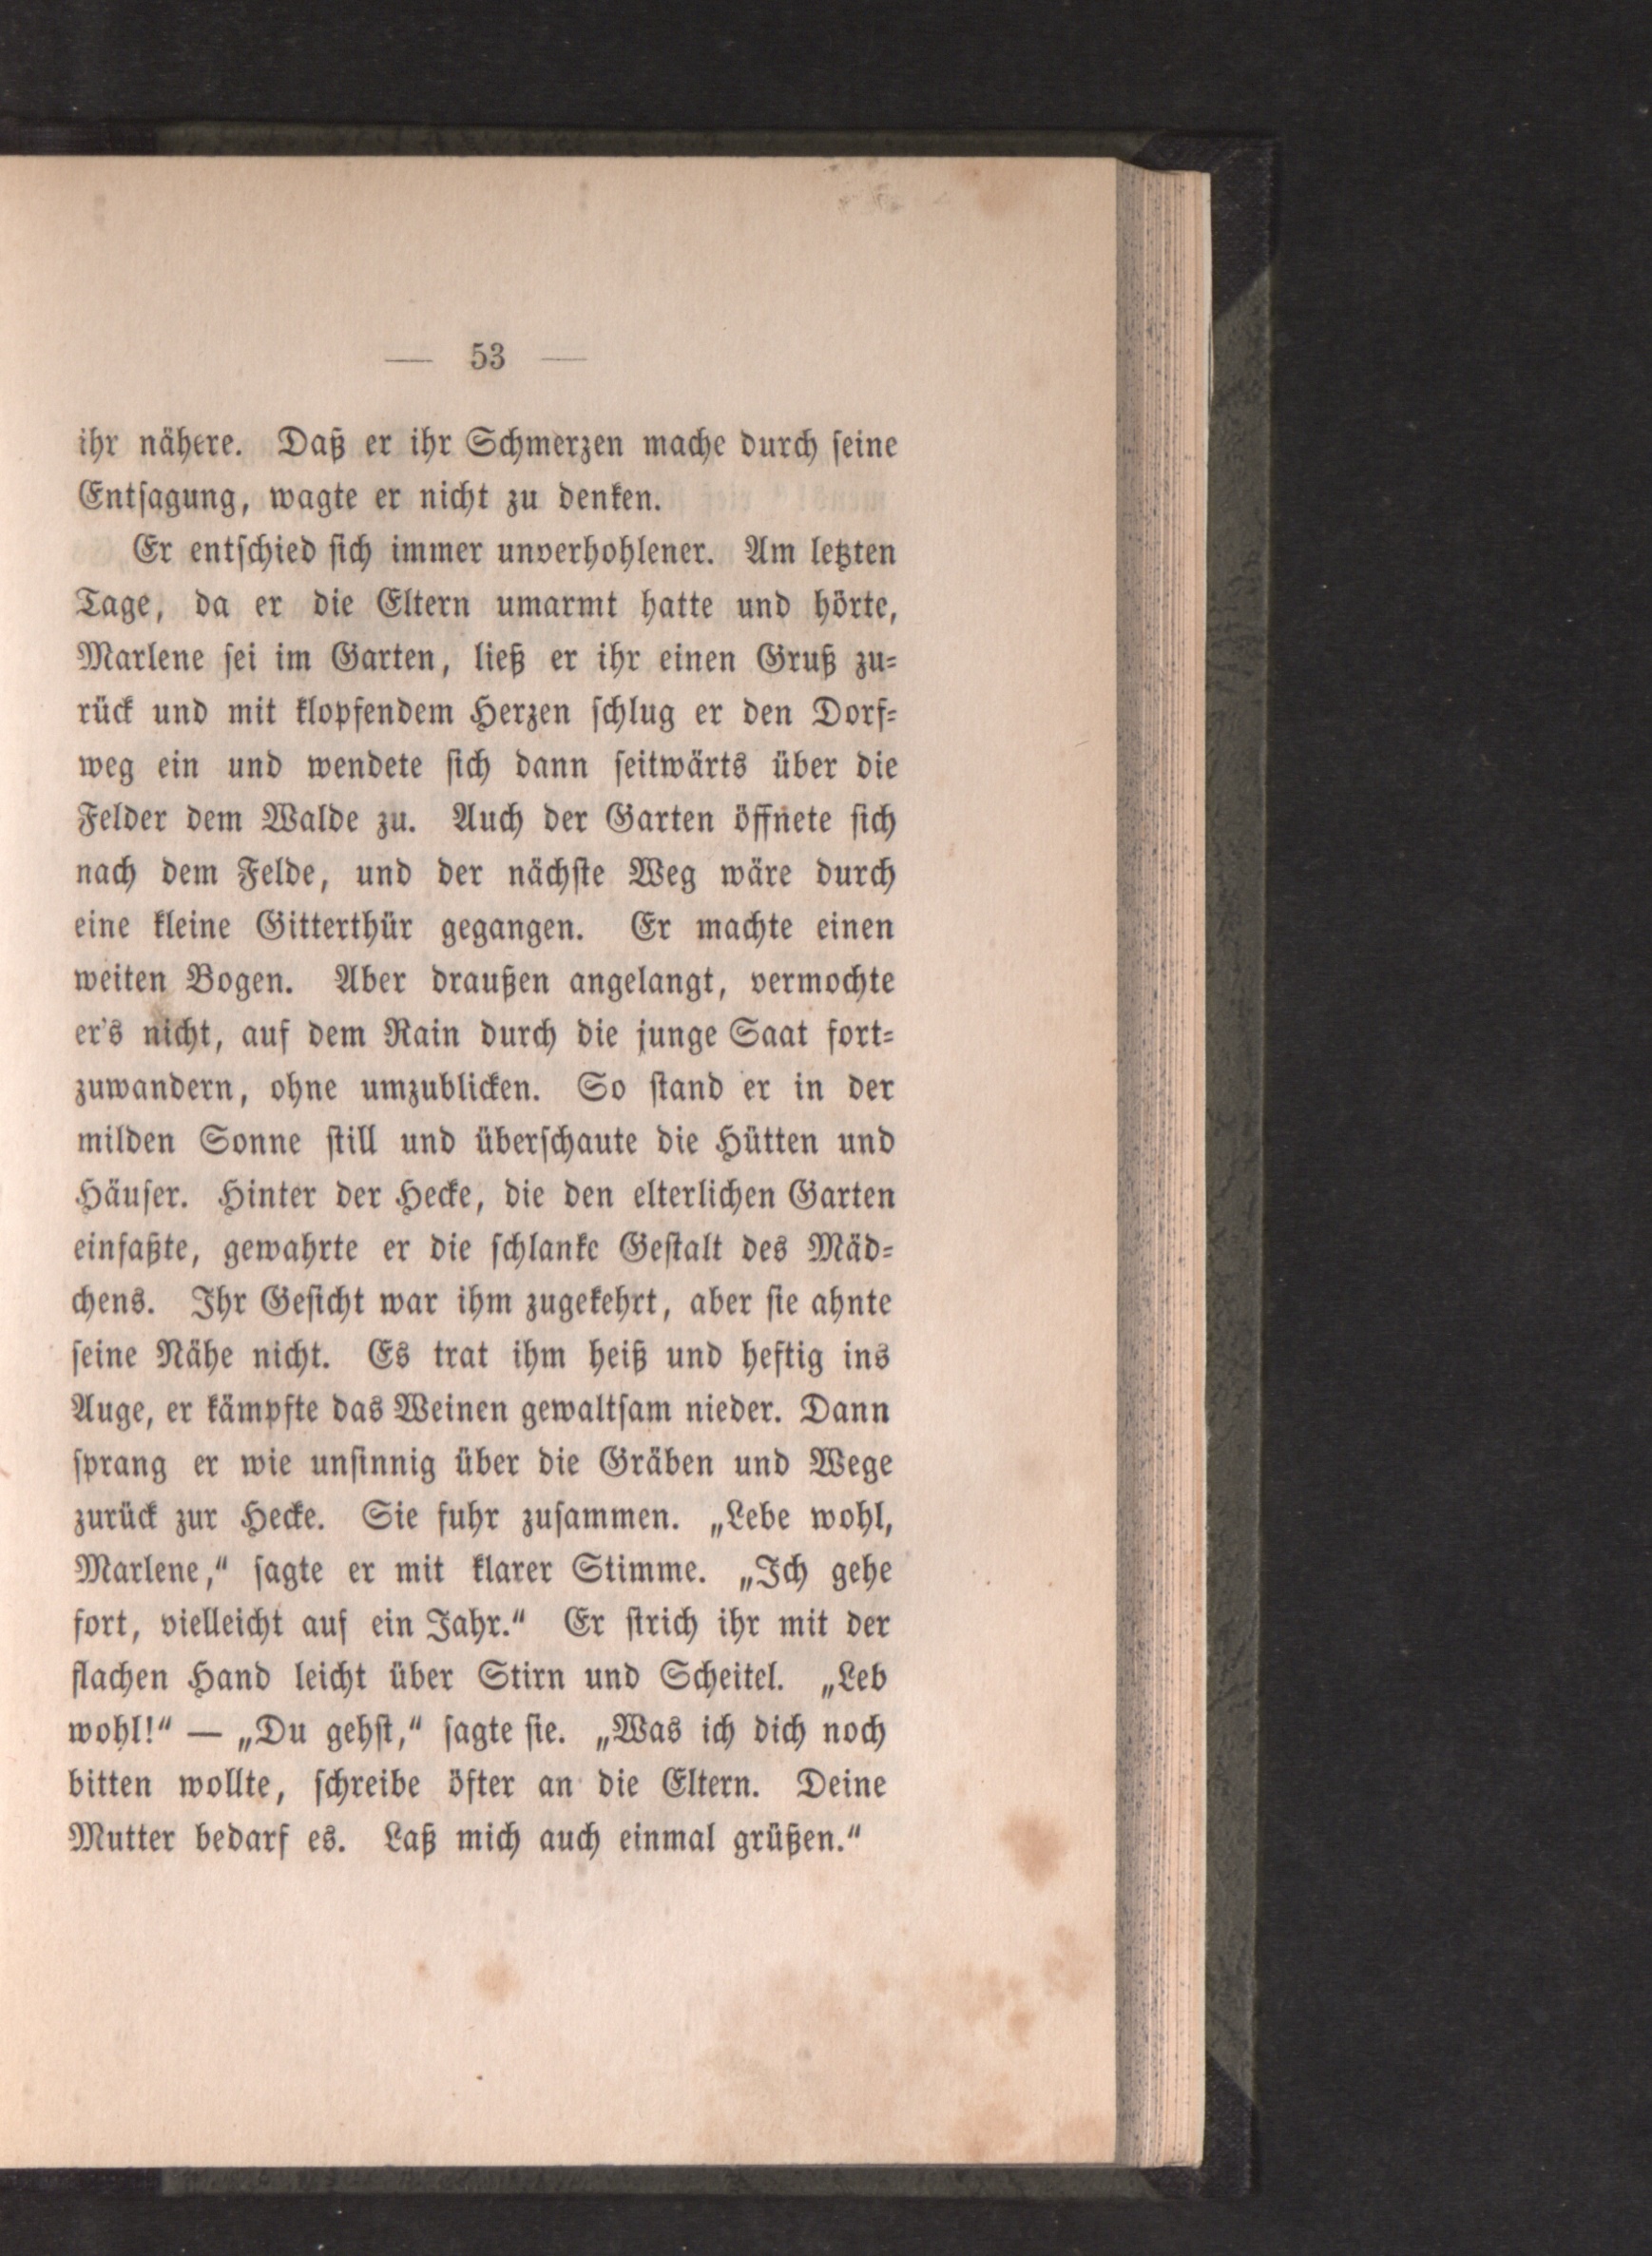 — 53 —
ihr nähere. Daß er ihr Schmerzen mache durch ſeine
Entſagung, wagte er nicht zu denken.
Er entſchied ſich immer unverhohlener. Am letzten
Tage, da er die Eltern umarmt hatte und hörte,
Marlene ſei im Garten, ließ er ihr einen Gruß zu-
rück und mit klopfendem Herzen ſchlug er den Dorf-
weg ein und wendete ſich dann ſeitwärts über die
Felder dem Walde zu. Auch der Garten öffnete ſich
nach dem Felde, und der nächſte Weg wäre durch
eine kleine Gitterthür gegangen. Er machte einen
weiten Bogen. Aber draußen angelangt, vermochte
er's nicht, auf dem Rain durch die junge Saat fort-
zuwandern, ohne umzublicken. So ſtand er in der
milden Sonne ſtill und überſchaute die Hütten und
Häuſer. Hinter der Hecke, die den elterlichen Garten
einfaßte, gewahrte er die ſchlanke Geſtalt des Mäd-
chens. Ihr Geſicht war ihm zugekehrt, aber ſie ahnte
ſeine Nähe nicht. Es trat ihm heiß und heftig ins
Auge, er kämpfte das Weinen gewaltſam nieder. Dann
ſprang er wie unſinnig über die Gräben und Wege
zurück zur Hecke. Sie fuhr zuſammen. „Lebe wohl,
Marlene,“ ſagte er mit klarer Stimme. „Ich gehe
fort, vielleicht auf ein Jahr.“ Er ſtrich ihr mit der
flachen Hand leicht über Stirn und Scheitel. „Leb
wohl!“ — „Du gehſt,“ ſagte ſie. „Was ich dich noch
bitten wollte, ſchreibe öfter an die Eltern. Deine
Mutter bedarf es. Laß mich auch einmal grüßen.“